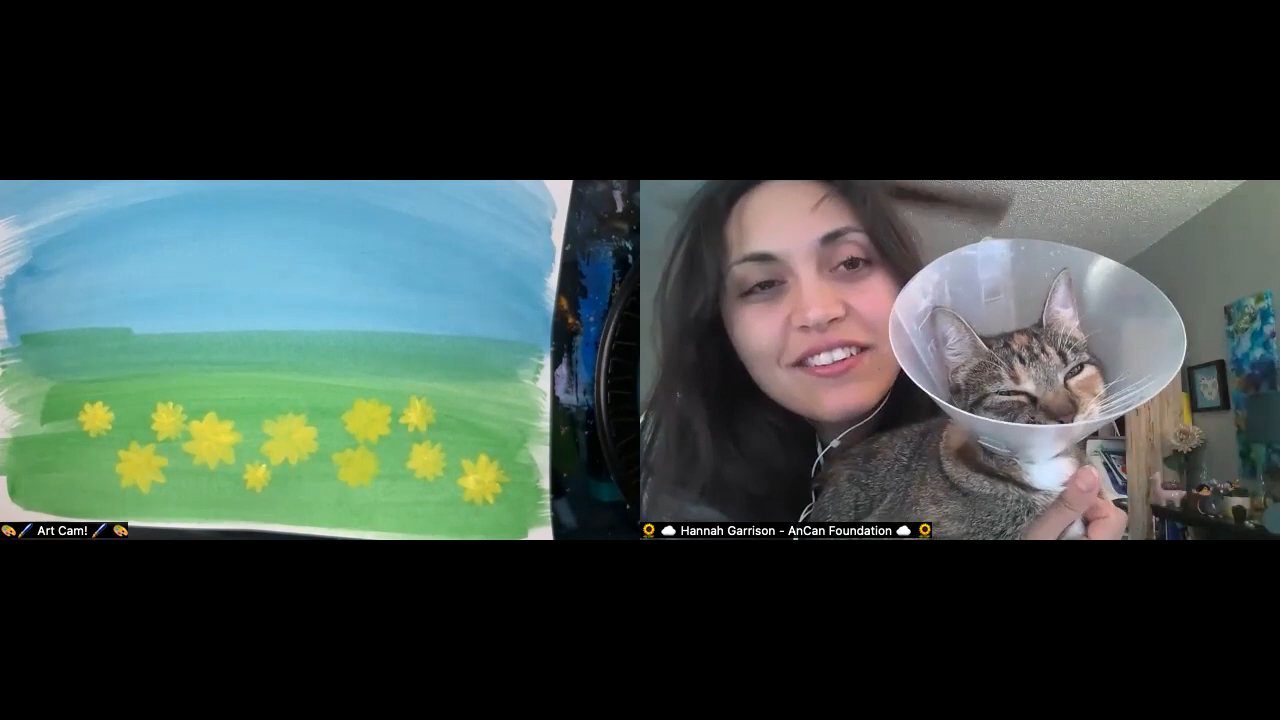 🎨🖌️ Art Cam! 🖌️🎨
🌻 ☁️ Hannah Garrison - AnCan Foundation ☁️ 🌻